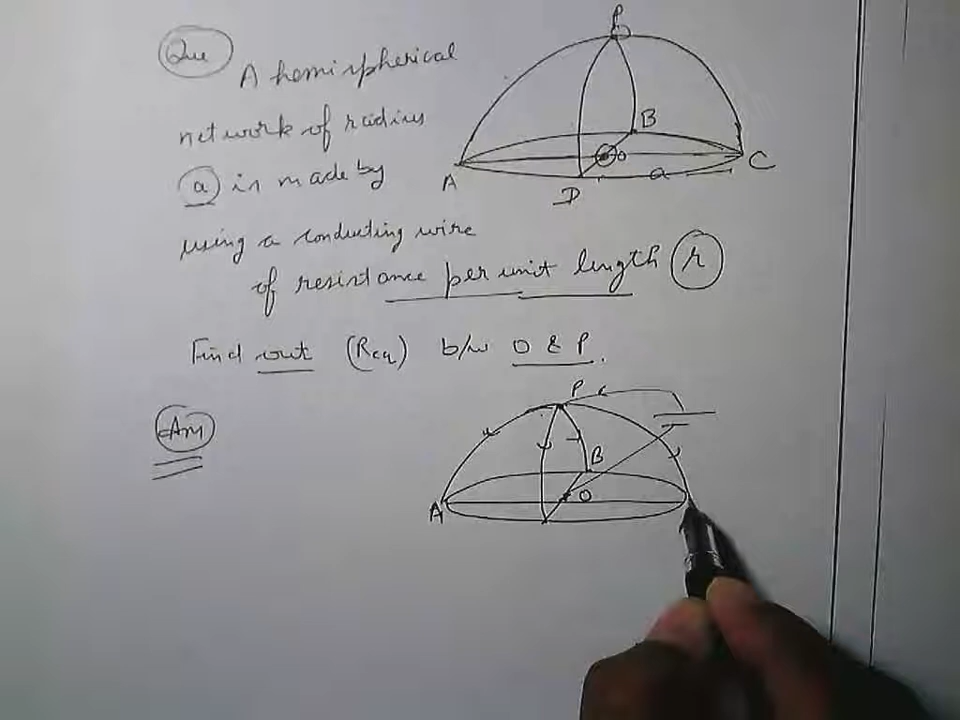 Que A hemispherical
network of radius
a is made by
using a conducting wire
of resistance per unit length r
Find out (Req) b/w O & P.
P
B
O
A
D
a
C
Ans
P
B
O
A